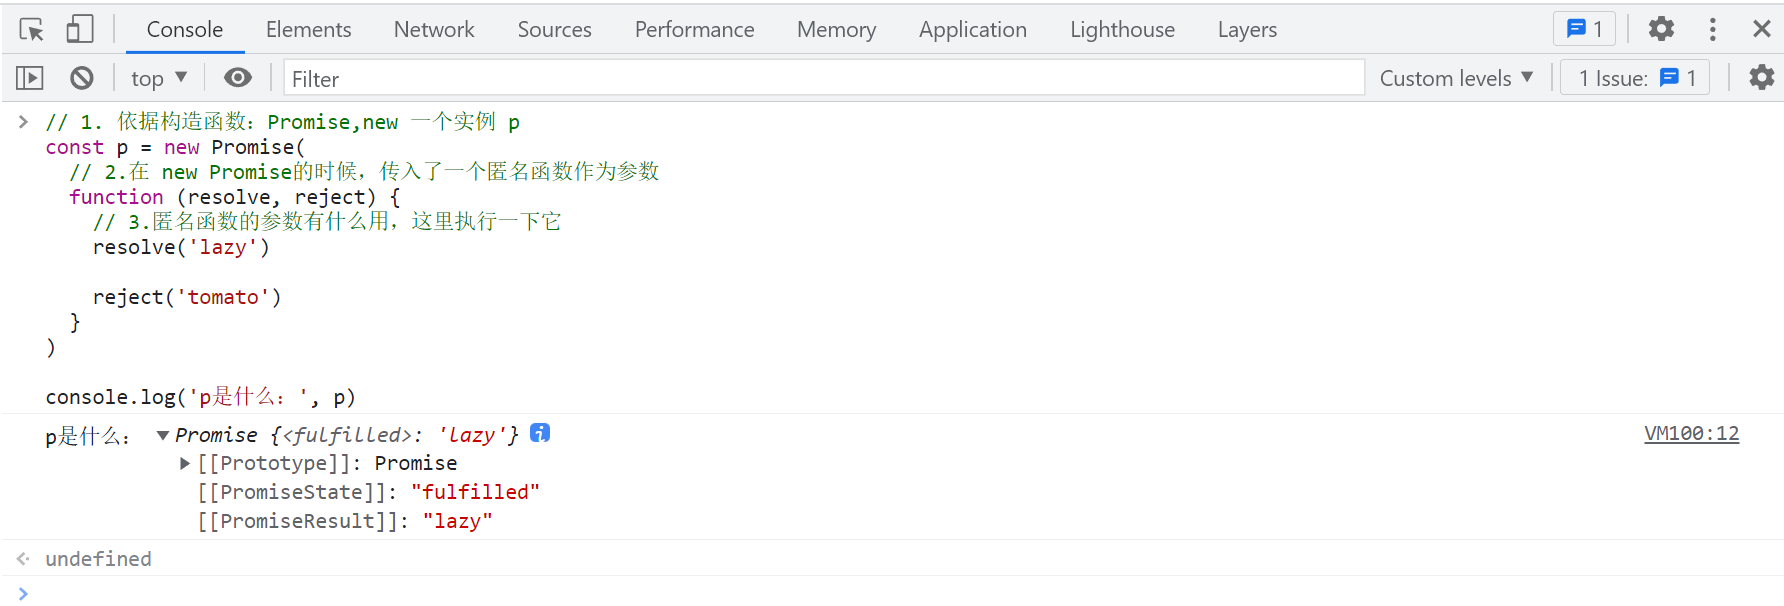 Console Elements Network Sources Performance Memory Application Lighthouse Layers 1
top Filter Custom levels 1 Issue: 1
// 1. 依据构造函数：Promise,new 一个实例 p
const p = new Promise(
// 2.在 new Promise的时候，传入了一个匿名函数作为参数
function (resolve, reject) {
// 3.匿名函数的参数有什么用，这里执行一下它
resolve('lazy')
reject('tomato')
}
)
console.log('p是什么：', p)
p是什么： Promise {<fulfilled>: 'lazy'} i VM100:12
[[Prototype]]: Promise
[[PromiseState]]: "fulfilled"
[[PromiseResult]]: "lazy"
undefined